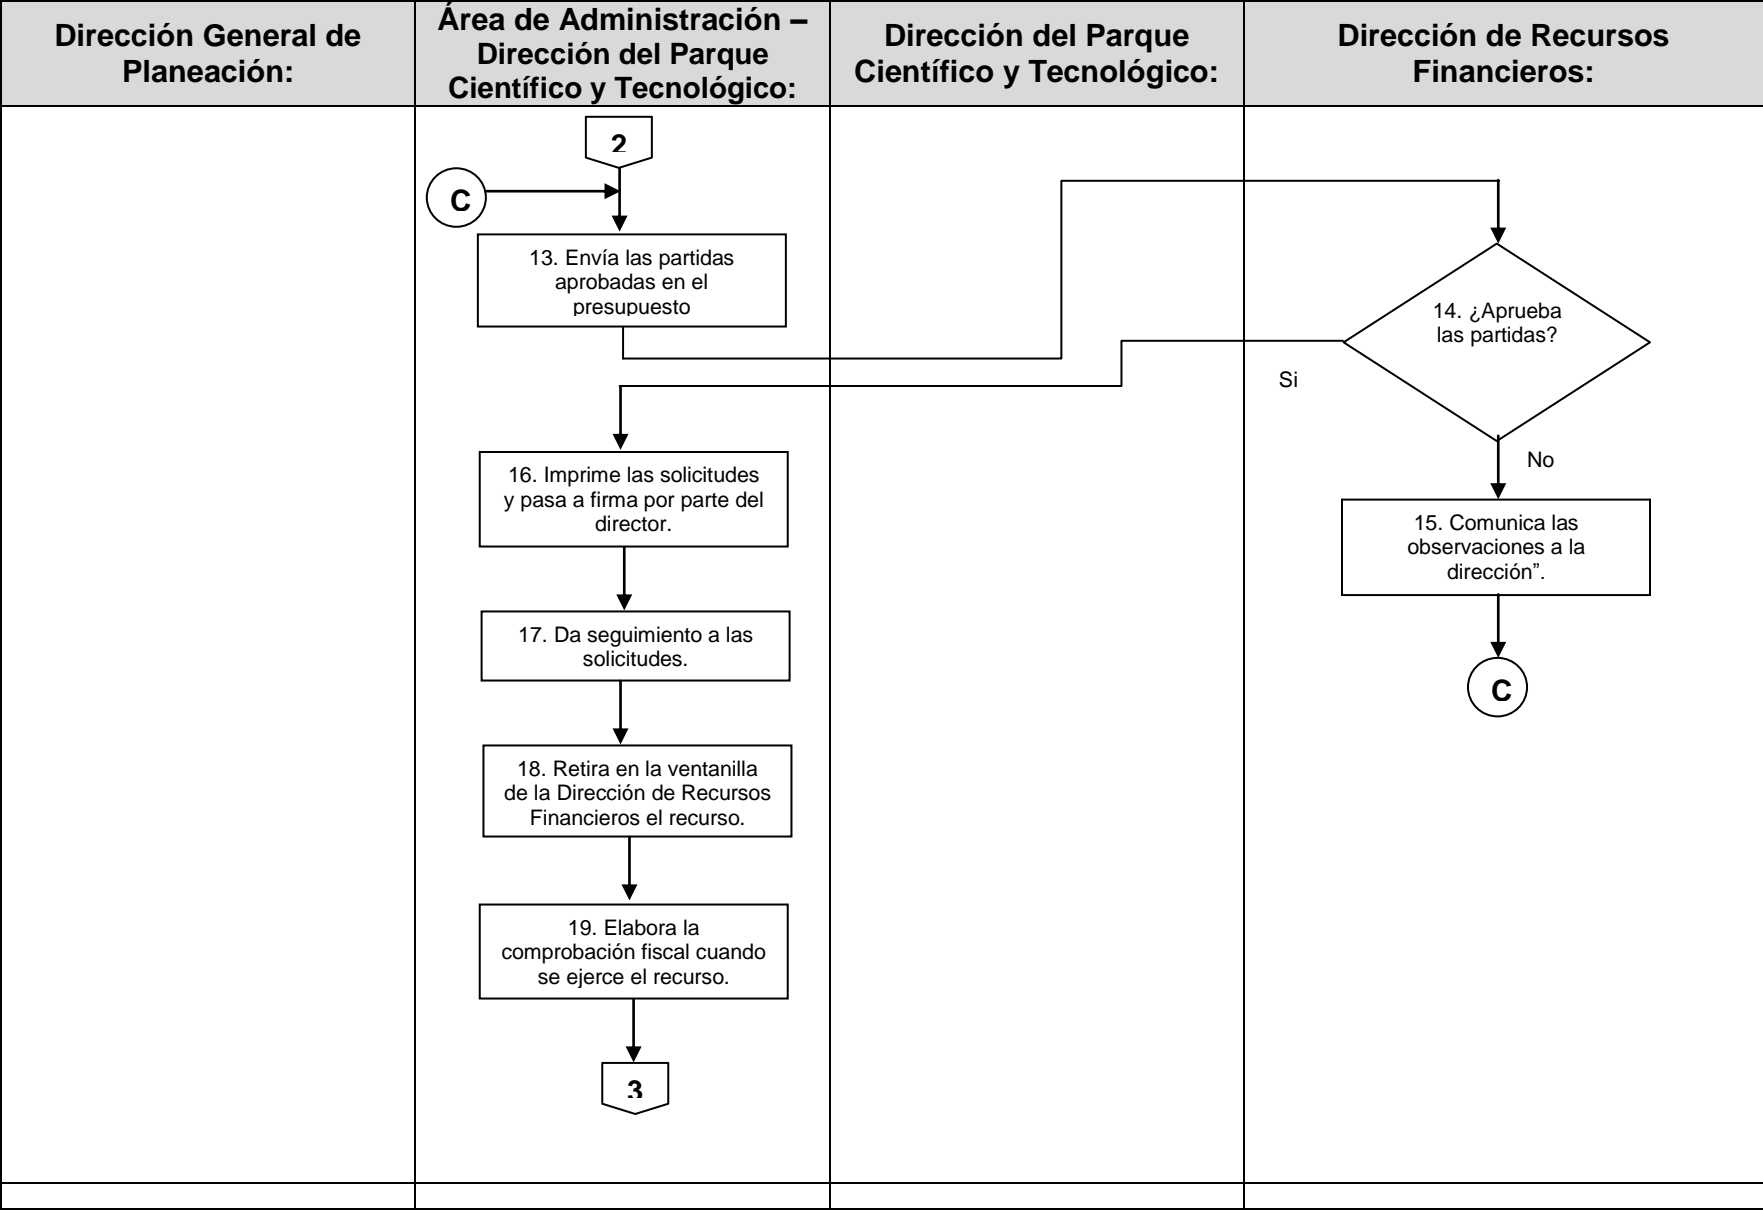 Dirección General de
Planeación:
Área de Administración –
Dirección del Parque
Científico y Tecnológico:
Dirección del Parque
Científico y Tecnológico:
Dirección de Recursos
Financieros:
2
C
13. Envía las partidas
aprobadas en el
presupuesto
14. ¿Aprueba
las partidas?
Si
No
16. Imprime las solicitudes
y pasa a firma por parte del
director.
15. Comunica las
observaciones a la
dirección”.
17. Da seguimiento a las
solicitudes.
C
18. Retira en la ventanilla
de la Dirección de Recursos
Financieros el recurso.
19. Elabora la
comprobación fiscal cuando
se ejerce el recurso.
3